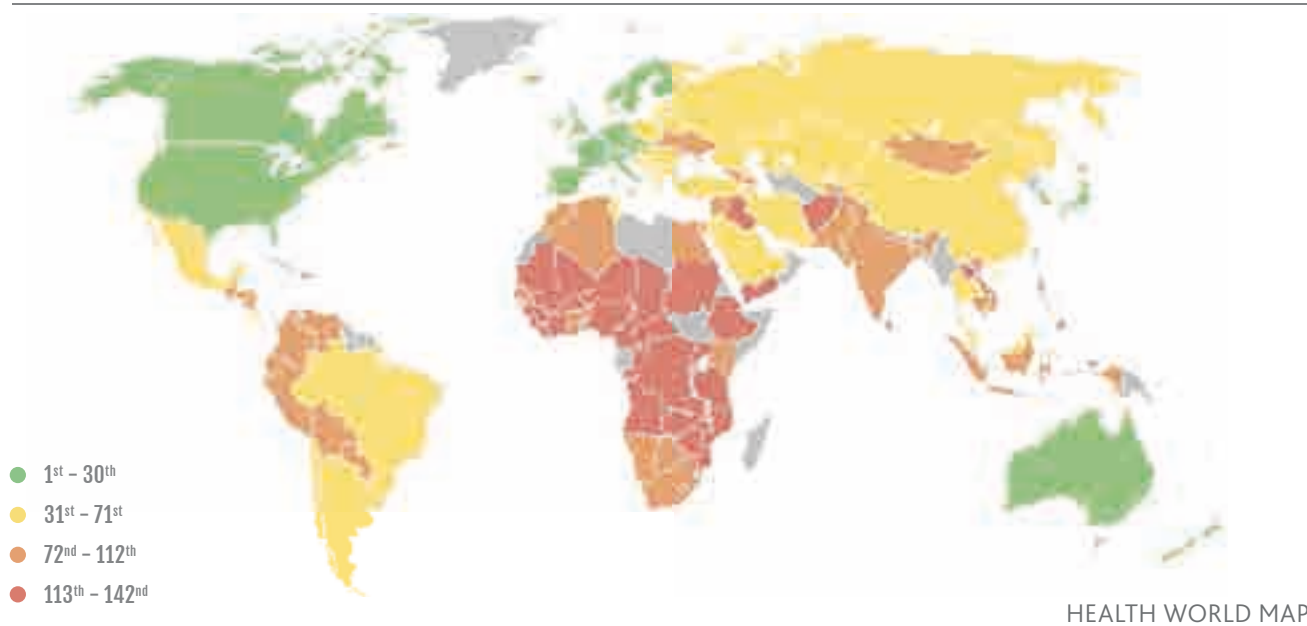 1st – 30th
31st – 71st
72nd – 112th
113th – 142nd
HEALTH WORLD MAP